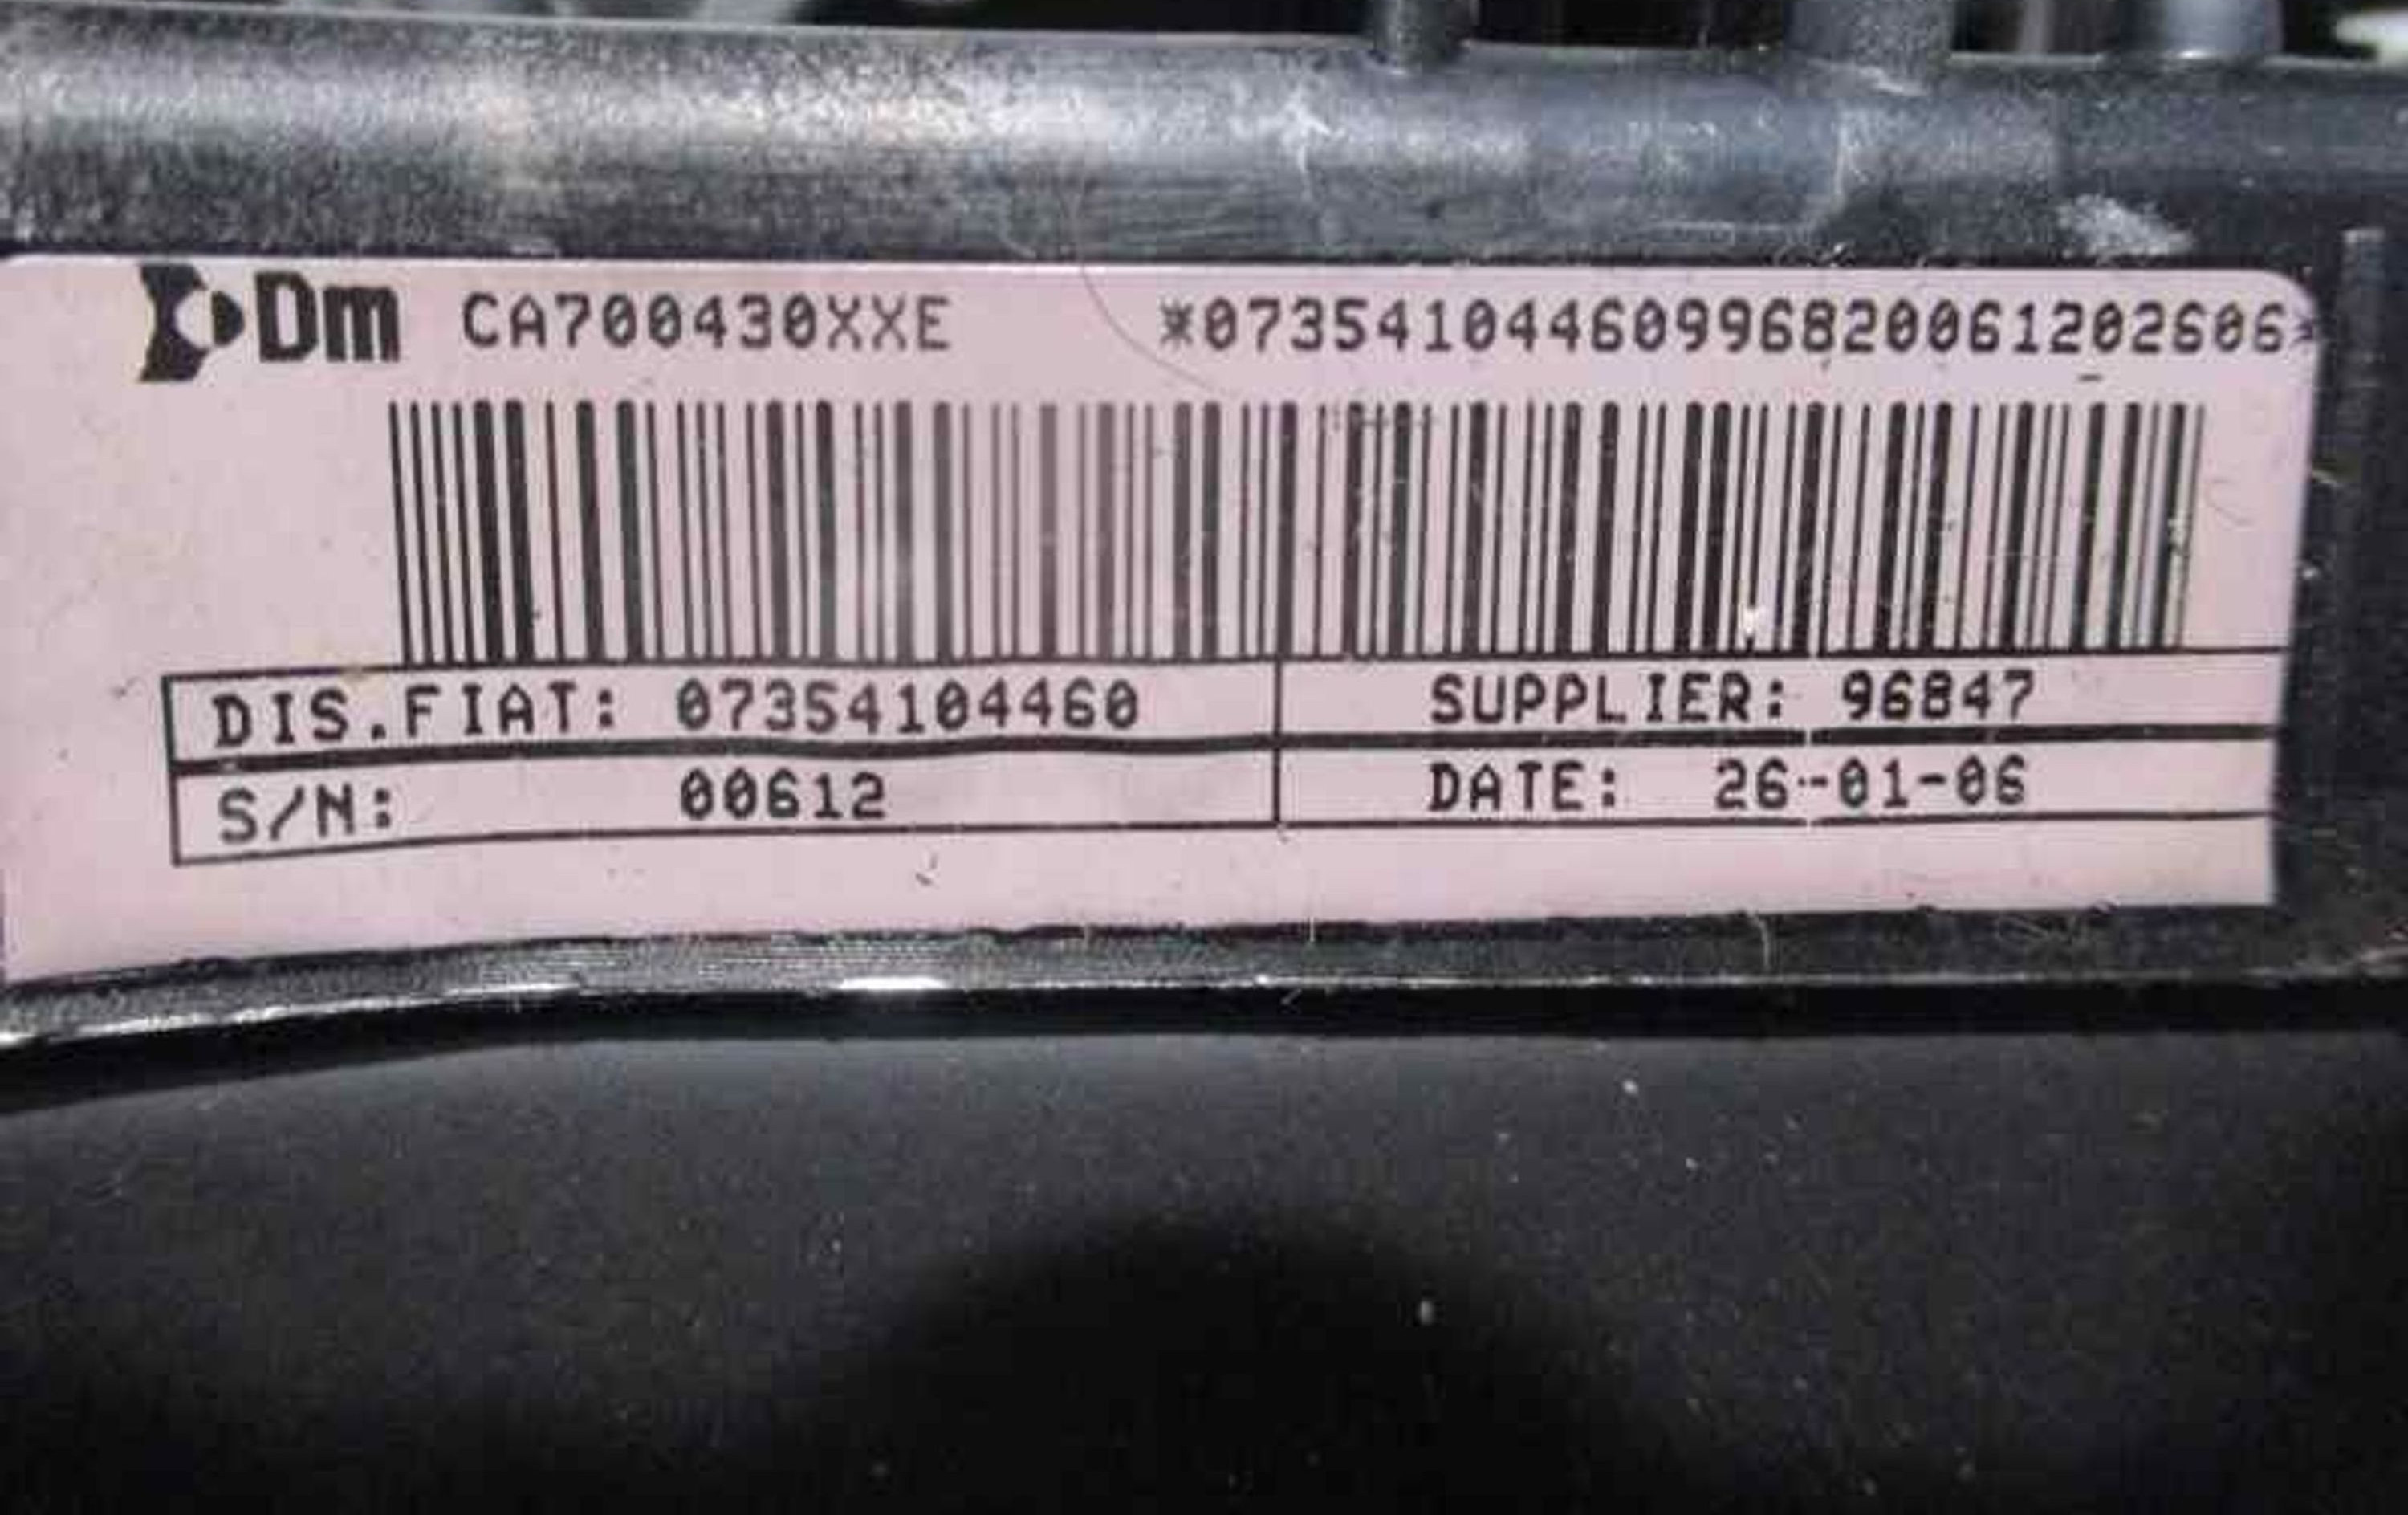 Dm CA700430XXE *07354104460996820061202606*
DIS.FIAT: 07354104460 SUPPLIER: 96847
S/N: 00612 DATE: 26-01-06